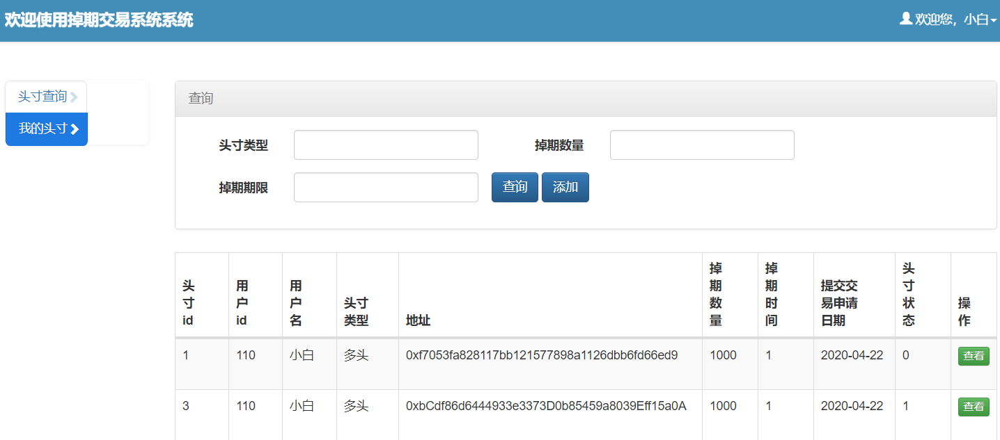 欢迎使用掉期交易系统系统
欢迎您，小白
头寸查询
我的头寸
查询
头寸类型
掉期数量
掉期期限
查询
添加
头寸id
用户id
用户名
头寸类型
地址
掉期数量
掉期时间
提交交易申请日期
头寸状态
操作
1 110 小白 多头 0xf7053fa828117bb121577898a1126dbb6fd66ed9 1000 1 2020-04-22 0 查看
3 110 小白 多头 0xbCdf86d6444933e3373D0b85459a8039Eff15a0A 1000 1 2020-04-22 1 查看